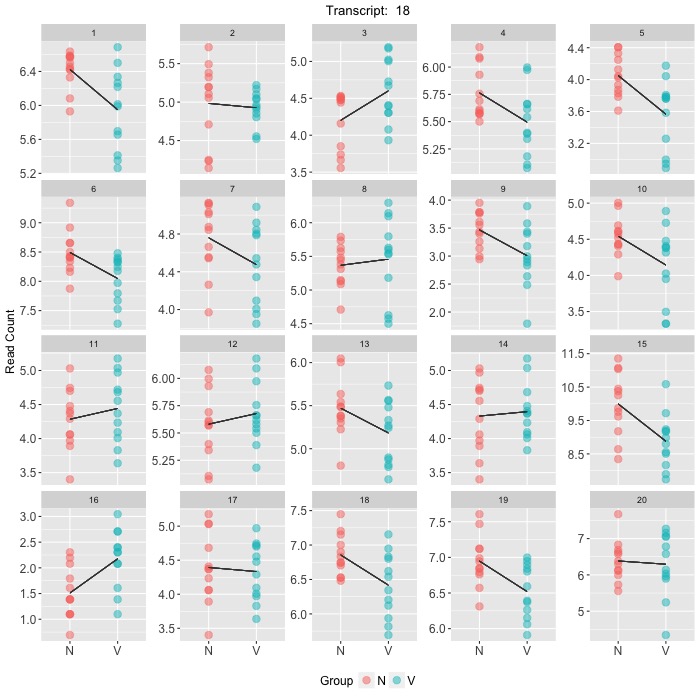 Transcript: 18
1 2 3 4 5
6.4 6.0 5.6 5.2
5.5 5.0 4.5
5.0 4.5 4.0 3.5
6.00 5.75 5.50 5.25
4.4 4.0 3.6 3.2
6 7 8 9 10
9.0 8.5 8.0 7.5
4.8 4.4 4.0
6.5 6.0 5.5 5.0 4.5
4.0 3.5 3.0 2.5 2.0
5.0 4.5 4.0 3.5
Read Count
11 12 13 14 15
5.0 4.5 4.0 3.5
6.00 5.75 5.50 5.25
6.0 5.5 5.0
5.0 4.5 4.0 3.5
11.5 10.5 9.5 8.5
16 17 18 19 20
3.0 2.5 2.0 1.5 1.0
5.0 4.5 4.0 3.5
7.5 7.0 6.5 6.0
7.5 7.0 6.5 6.0
7 6 5
N V N V N V N V N V
Group N V